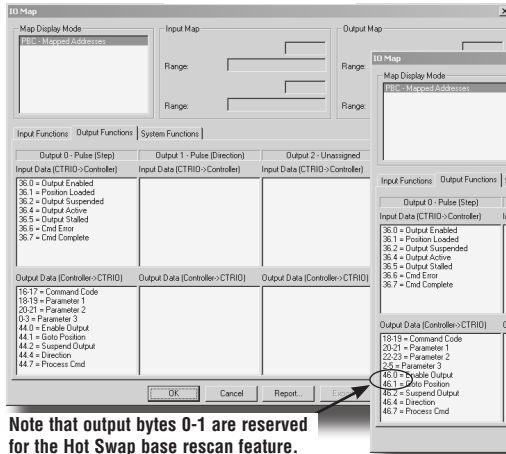 IO Map
Map Display Mode
PBC - Mapped Addresses
Input Map
Range:
Range:
Output Map
Range:
Range:
Input Functions Output Functions System Functions
Output 0 - Pulse (Step) Output 1 - Pulse (Direction) Output 2 - Unassigned
Input Data (CTRIO->Controller) Input Data (CTRIO->Controller) Input Data (CTRIO->Controller)
36.0 = Output Enabled
36.1 = Position Loaded
36.2 = Output Suspended
36.4 = Output Active
36.5 = Output Stalled
36.6 = Cmd Error
36.7 = Cmd Complete
Output Data (Controller->CTRIO) Output Data (Controller->CTRIO) Output Data (Controller->CTRIO)
16-17 = Command Code
18-19 = Parameter 1
20-21 = Parameter 2
0-3 = Parameter 3
44.0 = Enable Output
44.1 = Goto Position
44.2 = Suspend Output
44.4 = Direction
44.7 = Process Cmd
OK Cancel Report...
IO Map
Map Display Mode
PBC - Mapped Addresses
Input Functions Output Functions
Output 0 - Pulse (Step)
Input Data (CTRIO->Controller)
36.0 = Output Enabled
36.1 = Position Loaded
36.2 = Output Suspended
36.4 = Output Active
36.5 = Output Stalled
36.6 = Cmd Error
36.7 = Cmd Complete
Output Data (Controller->CTRIO)
18-19 = Command Code
20-21 = Parameter 1
22-23 = Parameter 2
2-5 = Parameter 3
46.0 = Enable Output
46.1 = Goto Position
46.2 = Suspend Output
46.4 = Direction
46.7 = Process Cmd
Note that output bytes 0-1 are reserved
for the Hot Swap base rescan feature.